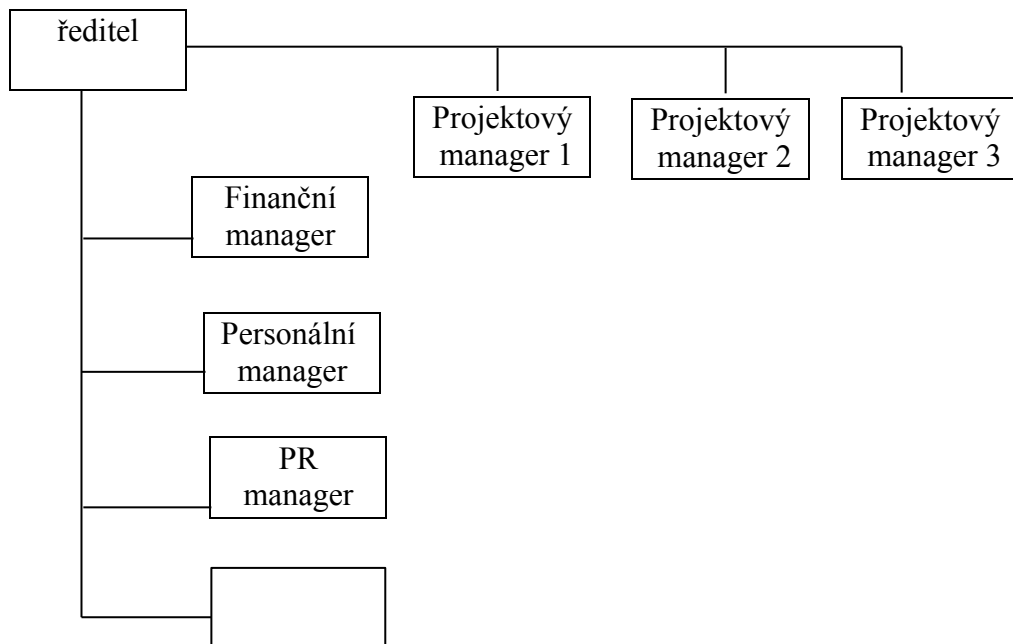 ředitel
Projektový
manager 1
Projektový
manager 2
Projektový
manager 3
Finanční
manager
Personální
manager
PR
manager